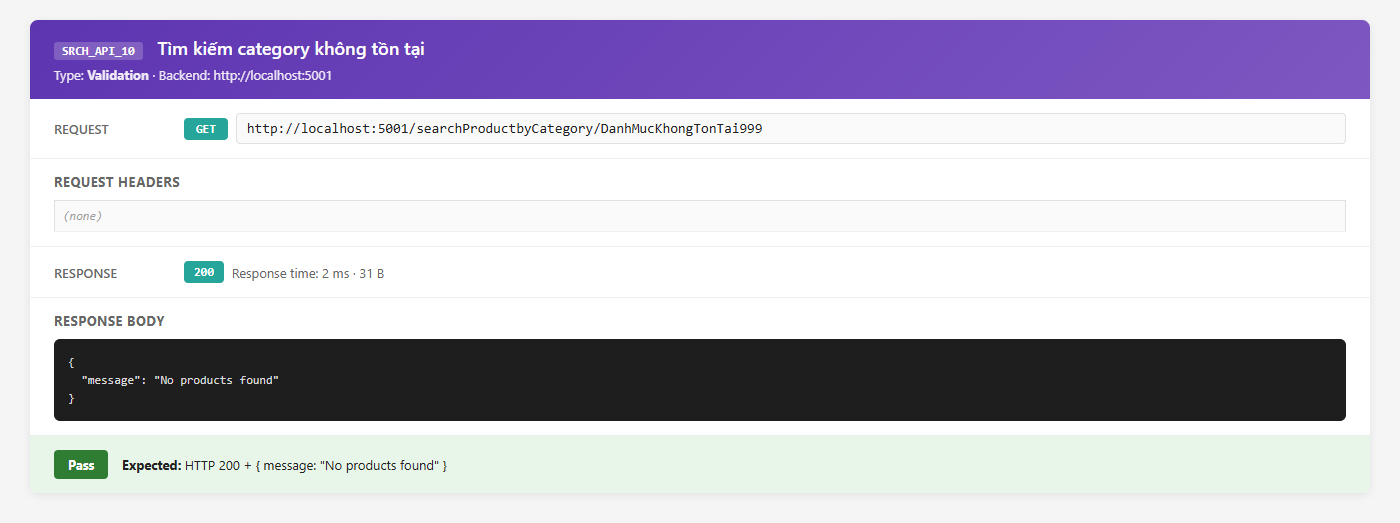 SRCH_API_10 Tìm kiếm category không tồn tại
Type: Validation · Backend: http://localhost:5001
REQUEST GET http://localhost:5001/searchProductbyCategory/DanhMucKhongTonTai999
REQUEST HEADERS
(none)
RESPONSE 200 Response time: 2 ms · 31 B
RESPONSE BODY
{
  "message": "No products found"
}
Pass Expected: HTTP 200 + { message: "No products found" }